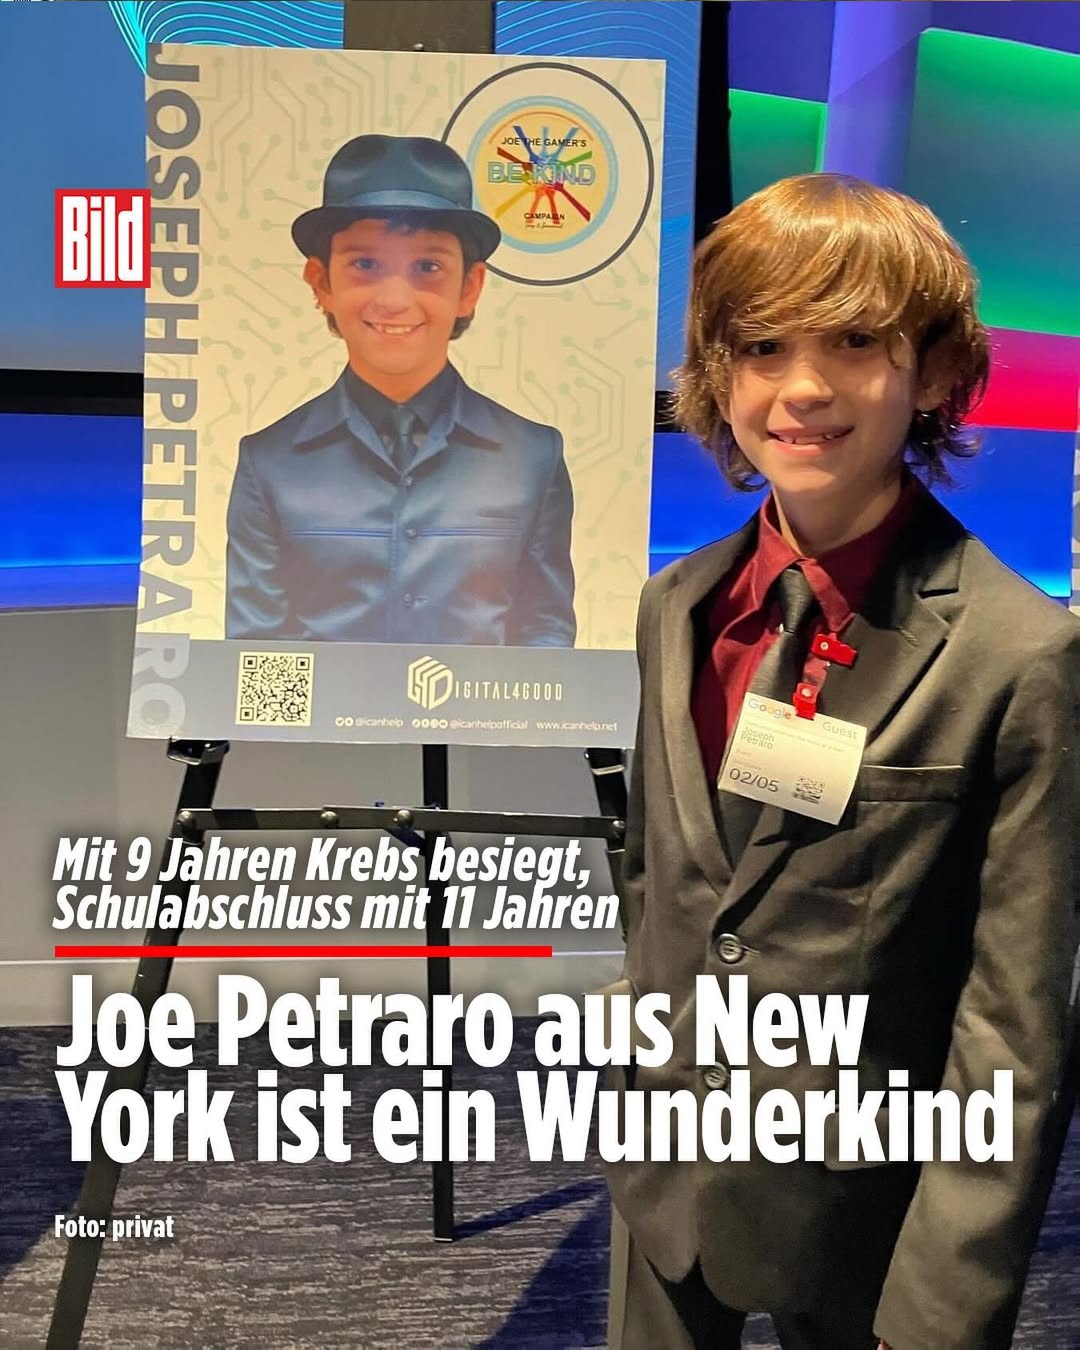 JOSEPH PETRARO
JOE THE GAMER'S
BE KIND
CAMPAIGN
Bild
DIGITAL4GOOD
@icanhelp @icanhelpofficial www.icanhelp.net
Google Guest
Joseph
Petraro
02/05
Mit 9 Jahren Krebs besiegt,
Schulabschluss mit 11 Jahren
Joe Petraro aus New
York ist ein Wunderkind
Foto: privat